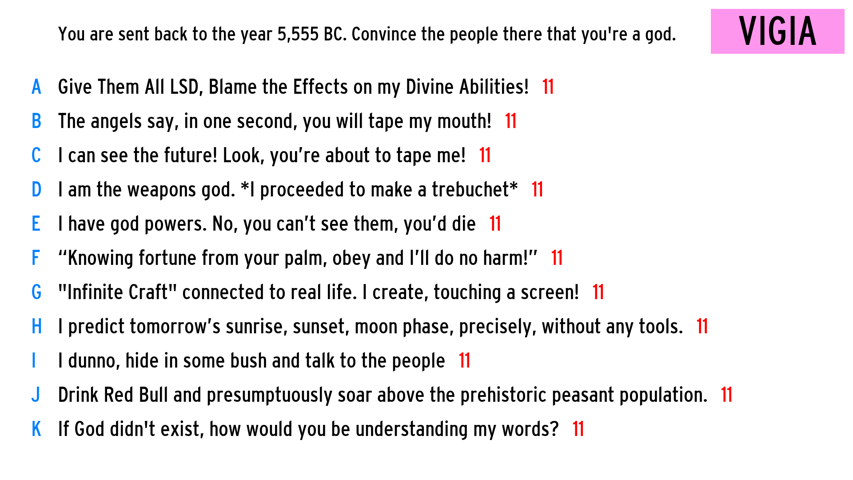 You are sent back to the year 5,555 BC. Convince the people there that you're a god.
VIGIA
A Give Them All LSD, Blame the Effects on my Divine Abilities! 11
B The angels say, in one second, you will tape my mouth! 11
C I can see the future! Look, you’re about to tape me! 11
D I am the weapons god. *I proceeded to make a trebuchet* 11
E I have god powers. No, you can’t see them, you’d die 11
F “Knowing fortune from your palm, obey and I’ll do no harm!” 11
G "Infinite Craft" connected to real life. I create, touching a screen! 11
H I predict tomorrow’s sunrise, sunset, moon phase, precisely, without any tools. 11
I I dunno, hide in some bush and talk to the people 11
J Drink Red Bull and presumptuously soar above the prehistoric peasant population. 11
K If God didn't exist, how would you be understanding my words? 11